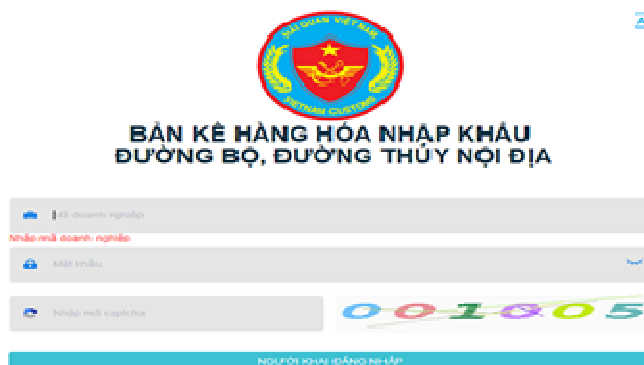 HẢI QUAN VIỆT NAM
VIETNAM CUSTOMS
BẢN KÊ HÀNG HÓA NHẬP KHẨU
ĐƯỜNG BỘ, ĐƯỜNG THỦY NỘI ĐỊA
Mã doanh nghiệp
Nhập mã doanh nghiệp
Mật khẩu
Nhập mã captcha
NGƯỜI KHAI ĐĂNG NHẬP